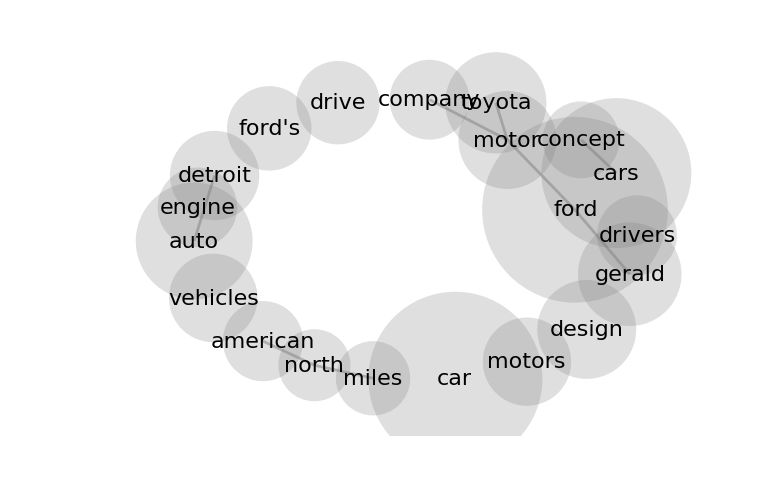 company
drive
toyota
ford's
motor
concept
cars
detroit
engine
ford
drivers
auto
gerald
vehicles
design
american
motors
north
miles
car